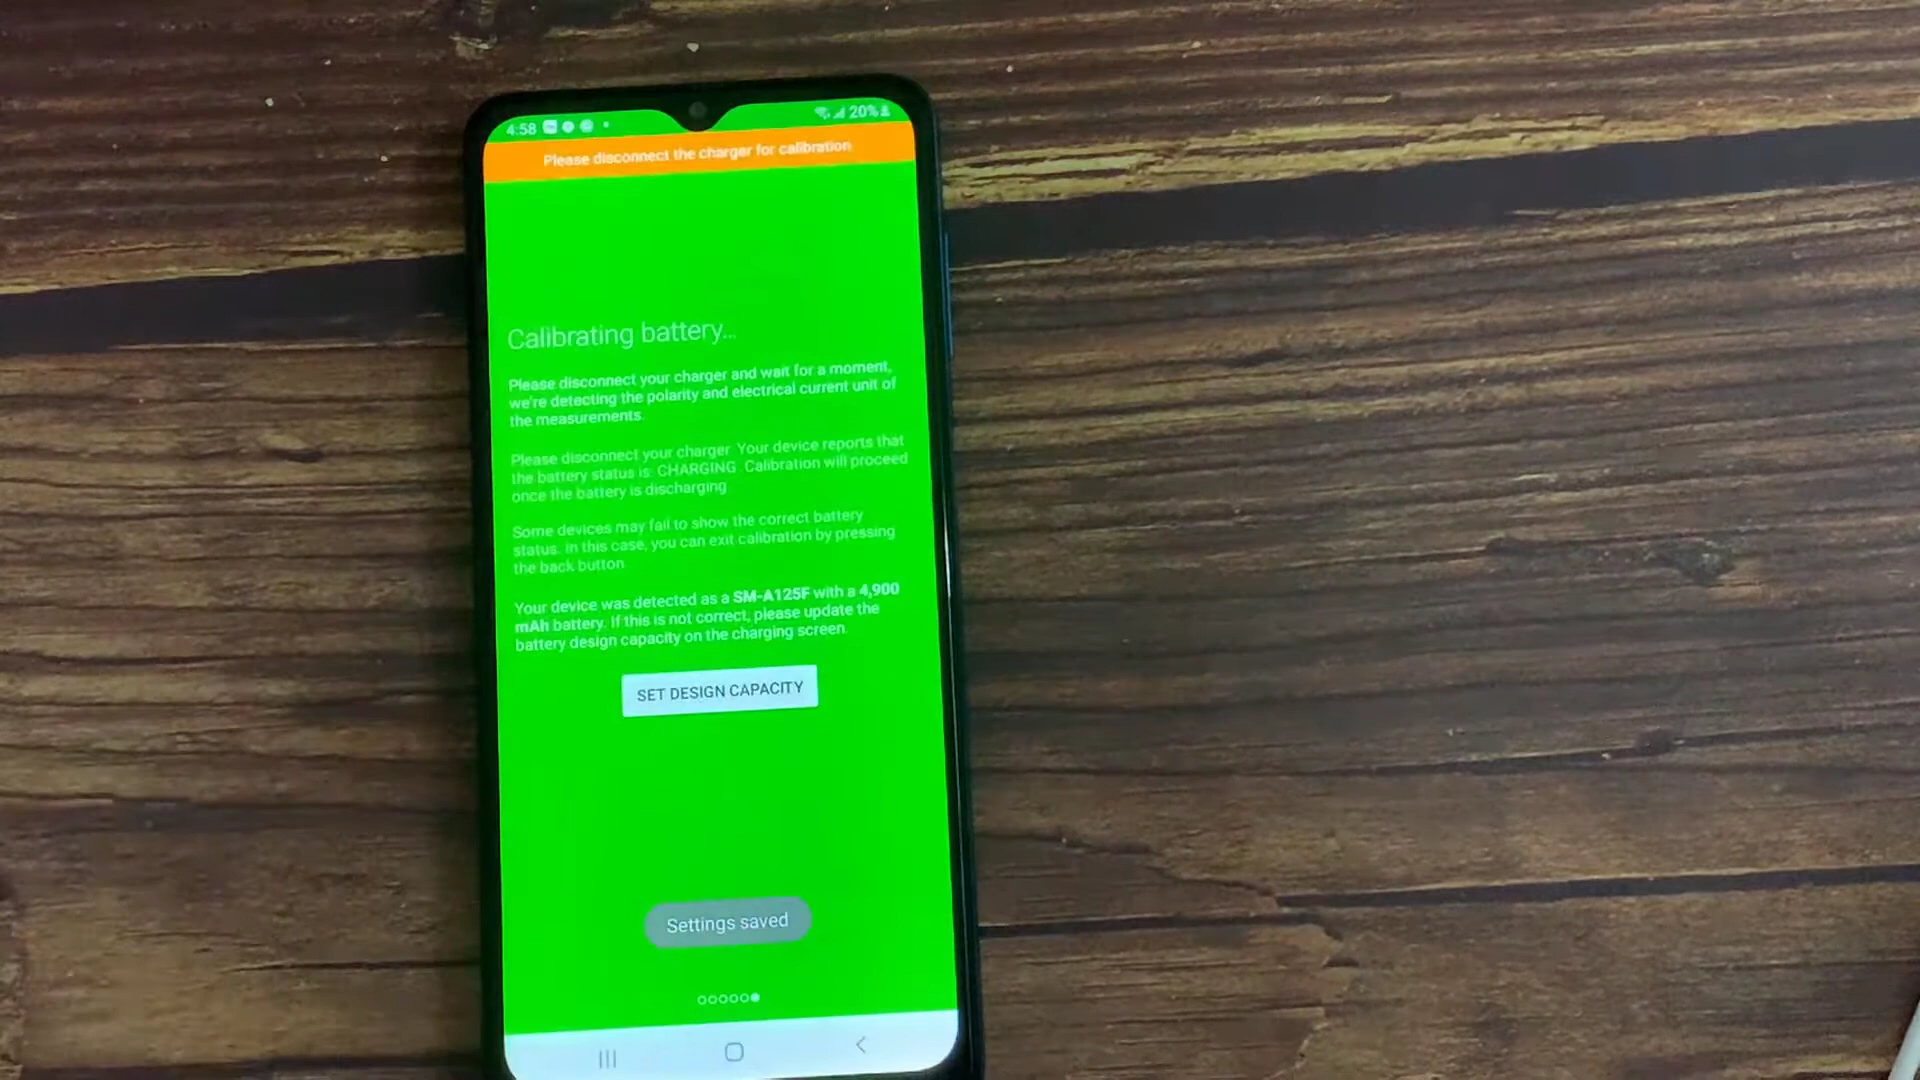 4:58 20%
Please disconnect the charger for calibration
Calibrating battery...
Please disconnect your charger and wait for a moment,
we're detecting the polarity and electrical current unit of
the measurements.
Please disconnect your charger. Your device reports that
the battery status is: CHARGING. Calibration will proceed
once the battery is discharging
Some devices may fail to show the correct battery
status. In this case, you can exit calibration by pressing
the back button
Your device was detected as a SM-A125F with a 4,900
mAh battery. If this is not correct, please update the
battery design capacity on the charging screen.
SET DESIGN CAPACITY
Settings saved